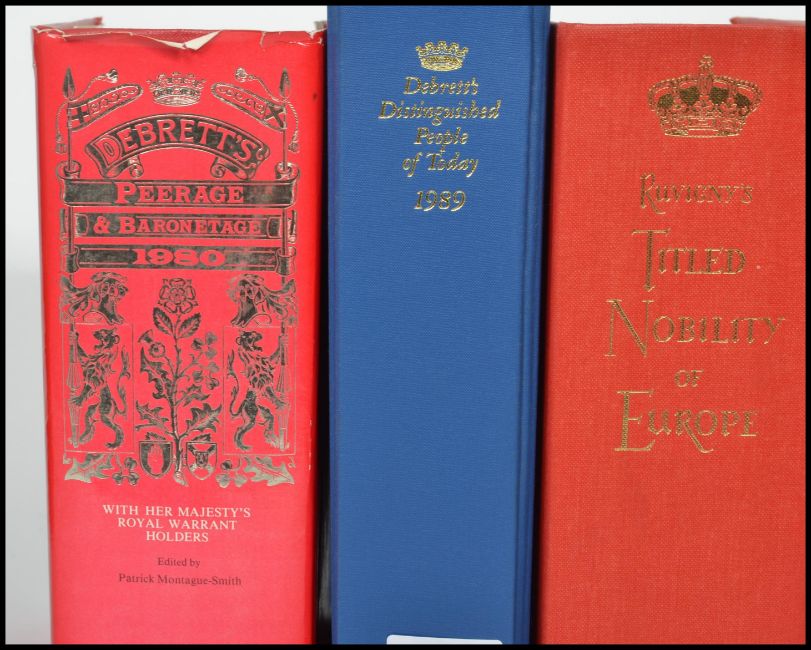 DEBRETT'S
PEERAGE
& BARONETAGE
1980
WITH HER MAJESTY'S
ROYAL WARRANT
HOLDERS
Edited by
Patrick Montague-Smith
Debrett's
Distinguished
People
of Today
1989
RUVIGNY'S
TITLED
NOBILITY
OF
EUROPE